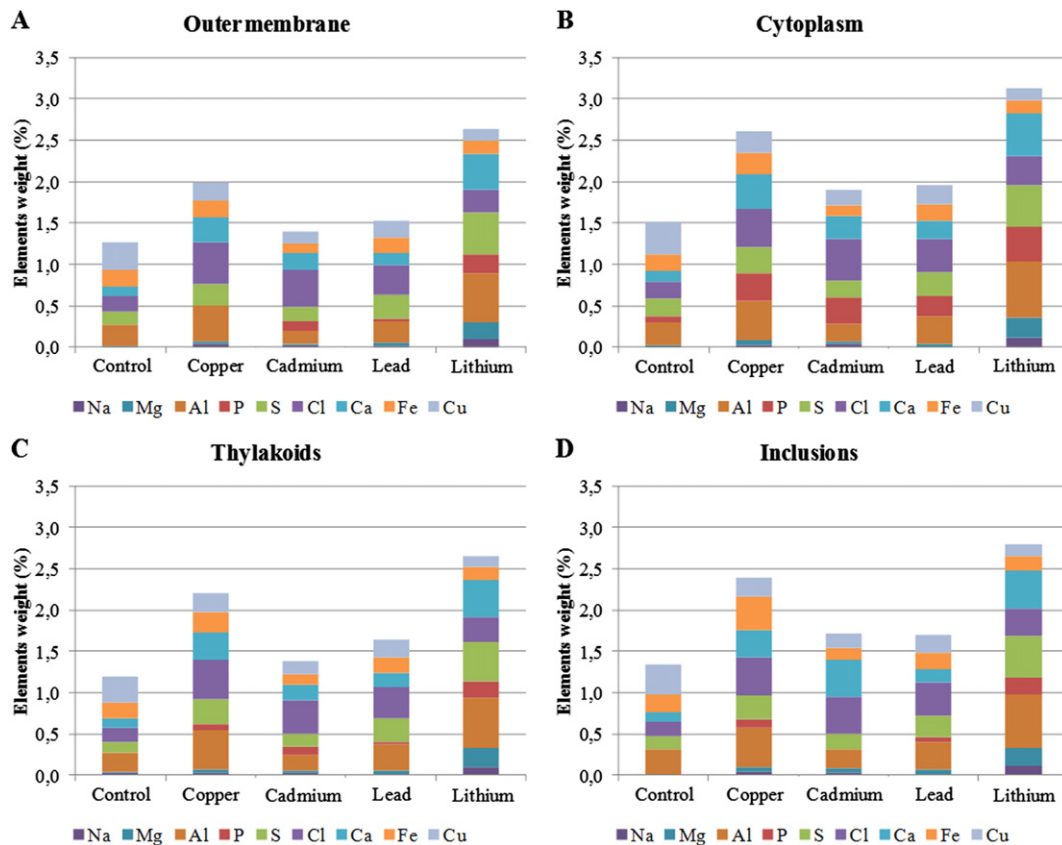 A
Outer membrane
Elements weight (%)
3,5
3,0
2,5
2,0
1,5
1,0
0,5
0,0
Control Copper Cadmium Lead Lithium
Na Mg Al P S Cl Ca Fe Cu
B
Cytoplasm
Elements weight (%)
3,5
3,0
2,5
2,0
1,5
1,0
0,5
0,0
Control Copper Cadmium Lead Lithium
Na Mg Al P S Cl Ca Fe Cu
C
Thylakoids
Elements weight (%)
3,5
3,0
2,5
2,0
1,5
1,0
0,5
0,0
Control Copper Cadmium Lead Lithium
Na Mg Al P S Cl Ca Fe Cu
D
Inclusions
Elements weight (%)
3,5
3,0
2,5
2,0
1,5
1,0
0,5
0,0
Control Copper Cadmium Lead Lithium
Na Mg Al P S Cl Ca Fe Cu